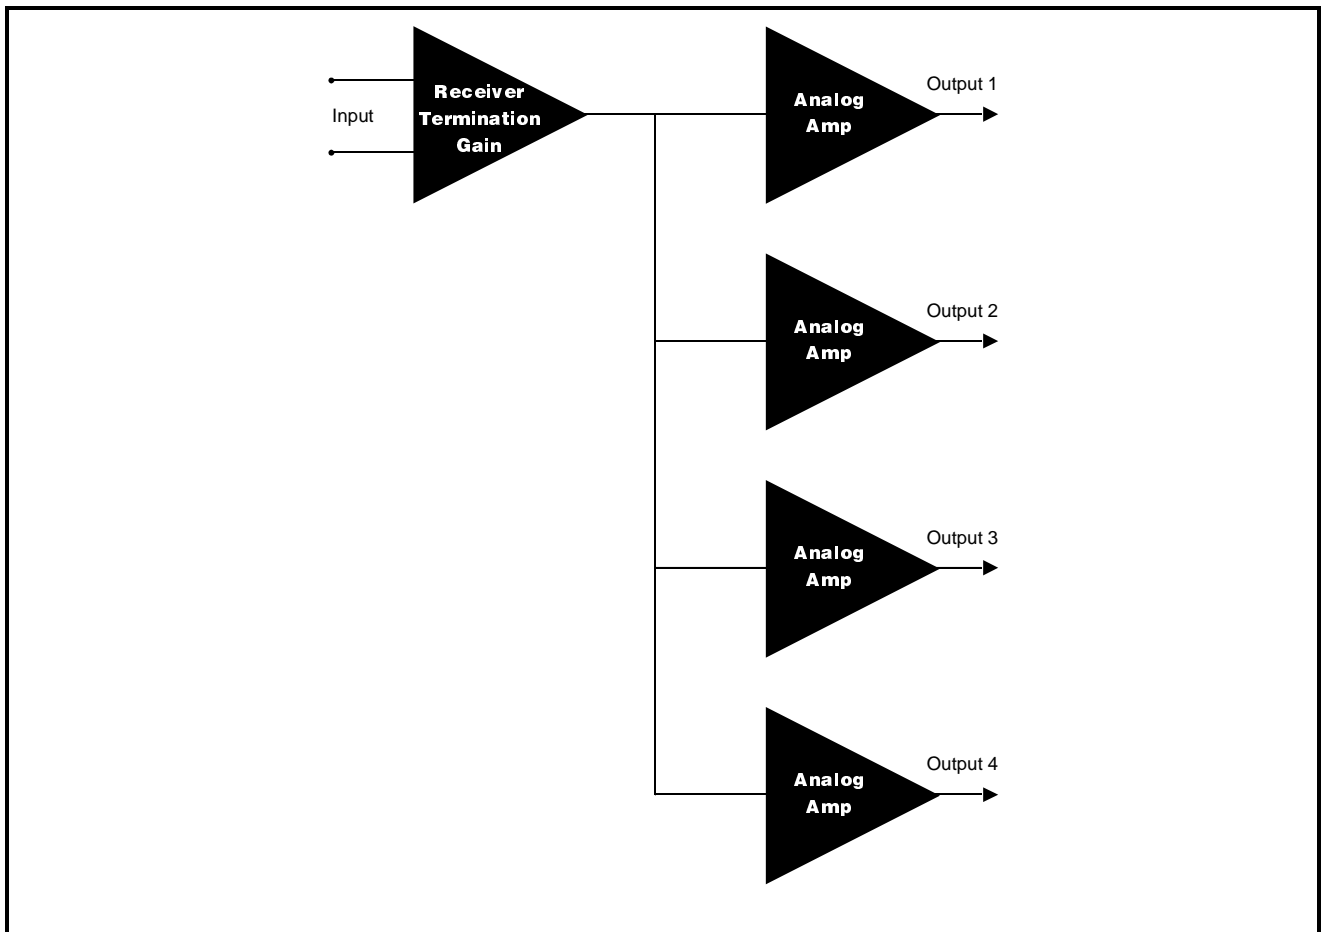 Input
Receiver
Termination
Gain
Analog
Amp
Output 1
Analog
Amp
Output 2
Analog
Amp
Output 3
Analog
Amp
Output 4